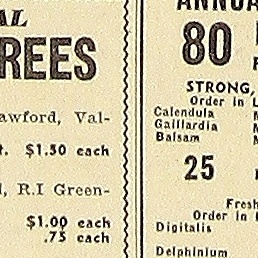 AL
REES
awford, Val-
t. $1.50 each
l, R.I Green-
$1.00 each
.75 each
ANNUA
80
STRONG,
Order in L
Calendula
Gaillardia
Balsam
25
Fresh
Order in
Digitalis
Delphinium